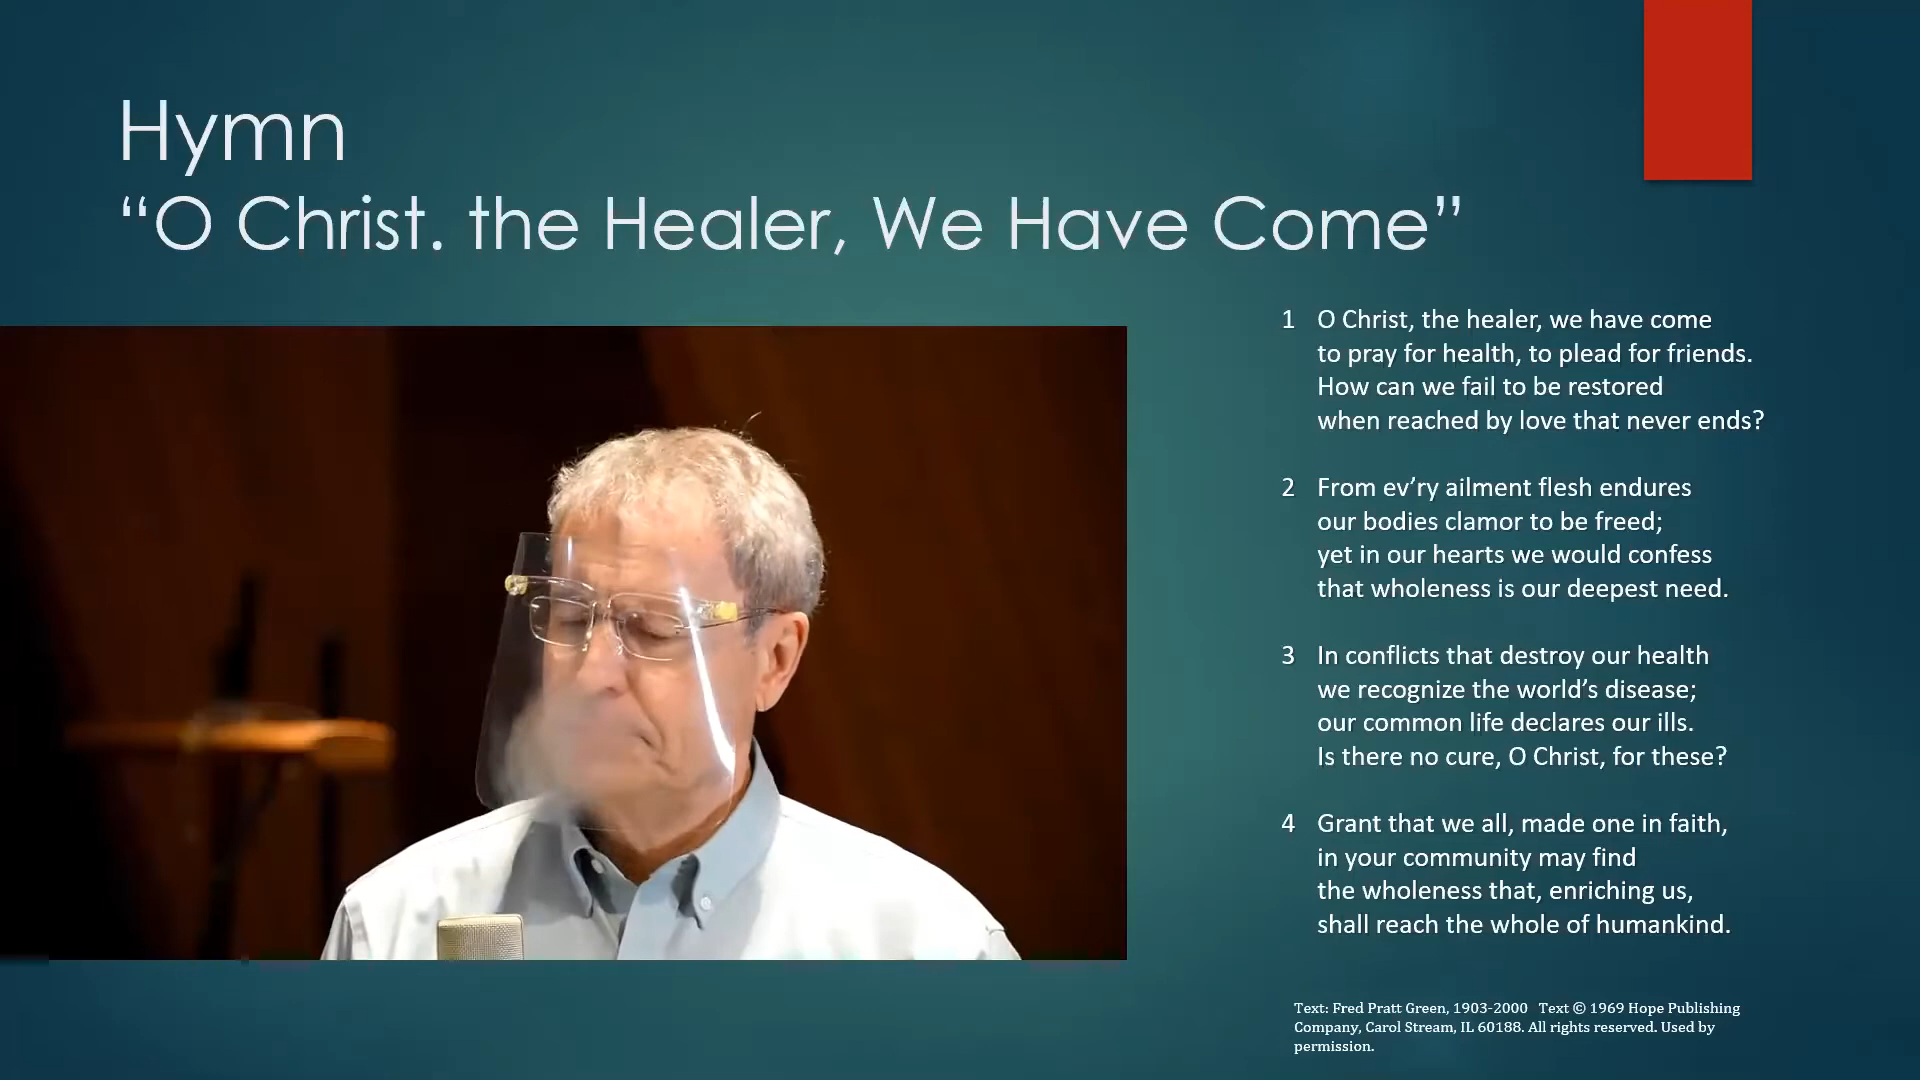 Hymn
“O Christ. the Healer, We Have Come”
1 O Christ, the healer, we have come
to pray for health, to plead for friends.
How can we fail to be restored
when reached by love that never ends?
2 From ev’ry ailment flesh endures
our bodies clamor to be freed;
yet in our hearts we would confess
that wholeness is our deepest need.
3 In conflicts that destroy our health
we recognize the world’s disease;
our common life declares our ills.
Is there no cure, O Christ, for these?
4 Grant that we all, made one in faith,
in your community may find
the wholeness that, enriching us,
shall reach the whole of humankind.
Text: Fred Pratt Green, 1903-2000 Text © 1969 Hope Publishing
Company, Carol Stream, IL 60188. All rights reserved. Used by
permission.